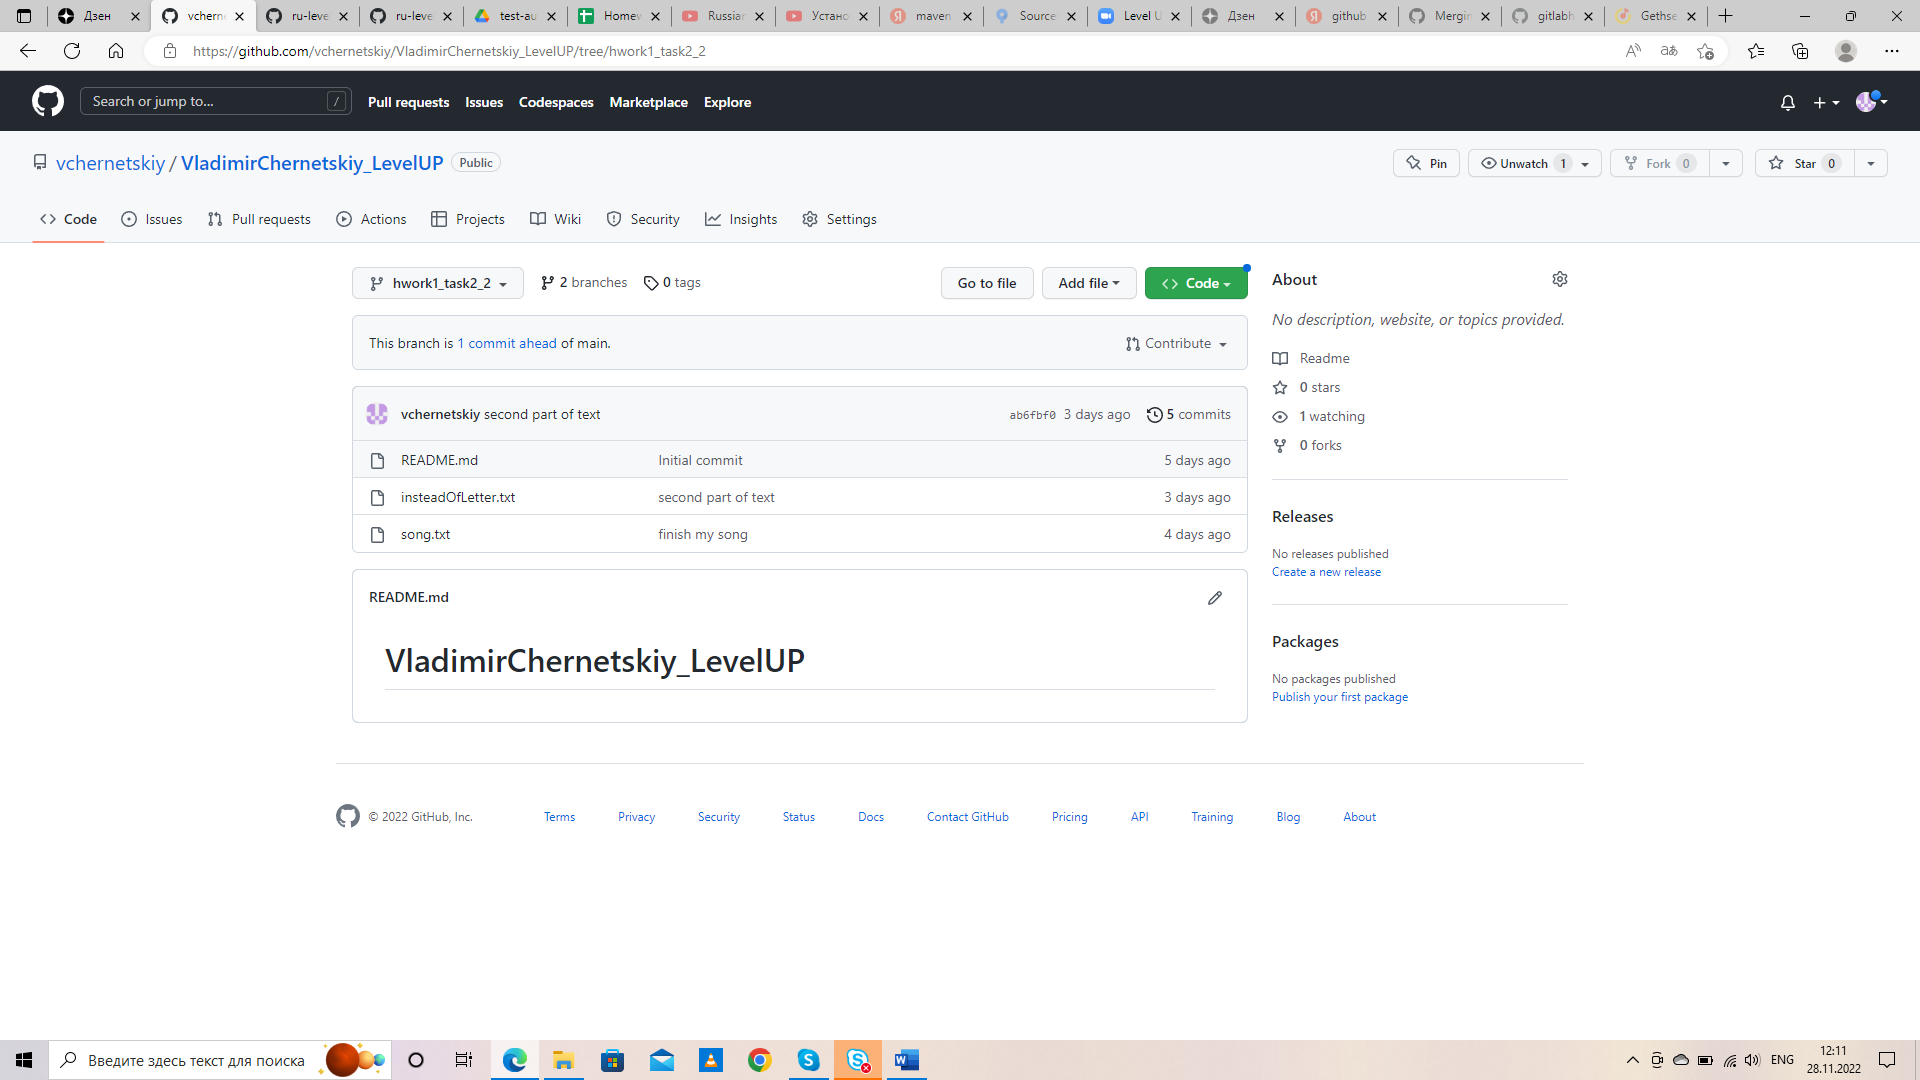 Дзен
vcherne
ru-leve
ru-leve
test-au
Homew
Russian
Устано
maven
Source
Level U
Дзен
github
Mergin
gitlabh
Gethse
https://github.com/vchernetskiy/VladimirChernetskiy_LevelUP/tree/hwork1_task2_2
Search or jump to... /
Pull requests Issues Codespaces Marketplace Explore
vchernetskiy / VladimirChernetskiy_LevelUP Public
Pin Unwatch 1 Fork 0 Star 0
Code Issues Pull requests Actions Projects Wiki Security Insights Settings
hwork1_task2_2 2 branches 0 tags Go to file Add file Code
This branch is 1 commit ahead of main. Contribute
vchernetskiy second part of text ab6fbf0 3 days ago 5 commits
README.md Initial commit 5 days ago
insteadOfLetter.txt second part of text 3 days ago
song.txt finish my song 4 days ago
README.md
VladimirChernetskiy_LevelUP
About
No description, website, or topics provided.
Readme
0 stars
1 watching
0 forks
Releases
No releases published
Create a new release
Packages
No packages published
Publish your first package
© 2022 GitHub, Inc. Terms Privacy Security Status Docs Contact GitHub Pricing API Training Blog About
Введите здесь текст для поиска
ENG
12:11
28.11.2022